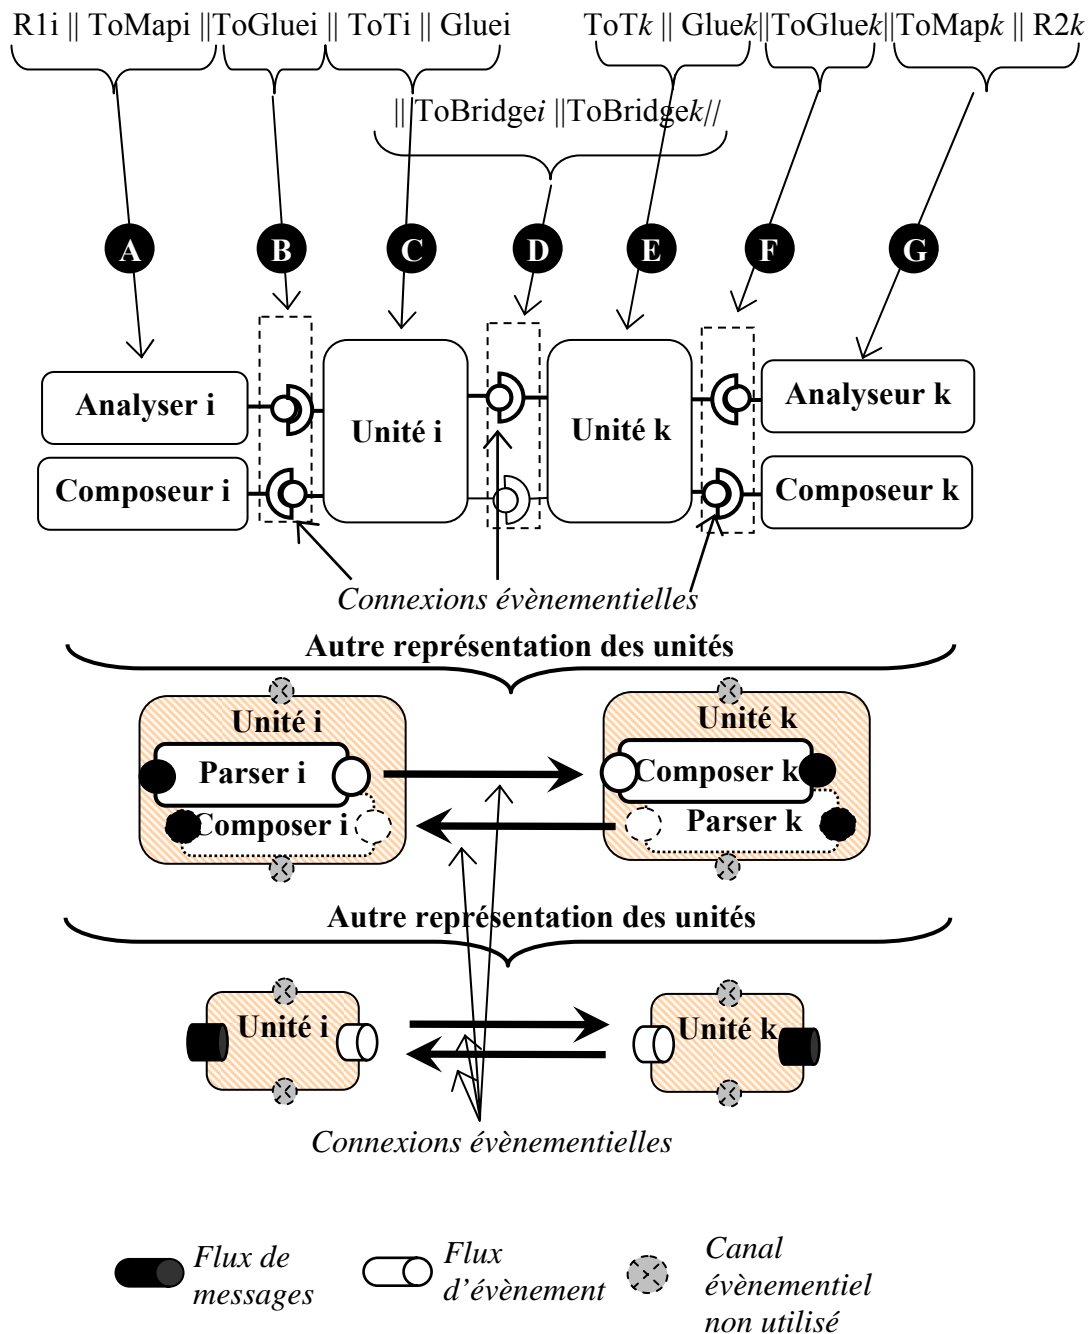 R1i || ToMapi ||ToGluei || ToTi || Gluei
ToTk || Gluek||ToGluek||ToMapk || R2k
|| ToBridgei ||ToBridgek//
A
B
C
D
E
F
G
Analyser i
Composeur i
Unité i
Unité k
Analyseur k
Composeur k
Connexions évènementielles
Autre représentation des unités
Unité i
Parser i
Composer i
Unité k
Composer k
Parser k
Autre représentation des unités
Unité i
Unité k
Connexions évènementielles
Flux de
messages
Flux
d'évènement
Canal
évènementiel
non utilisé